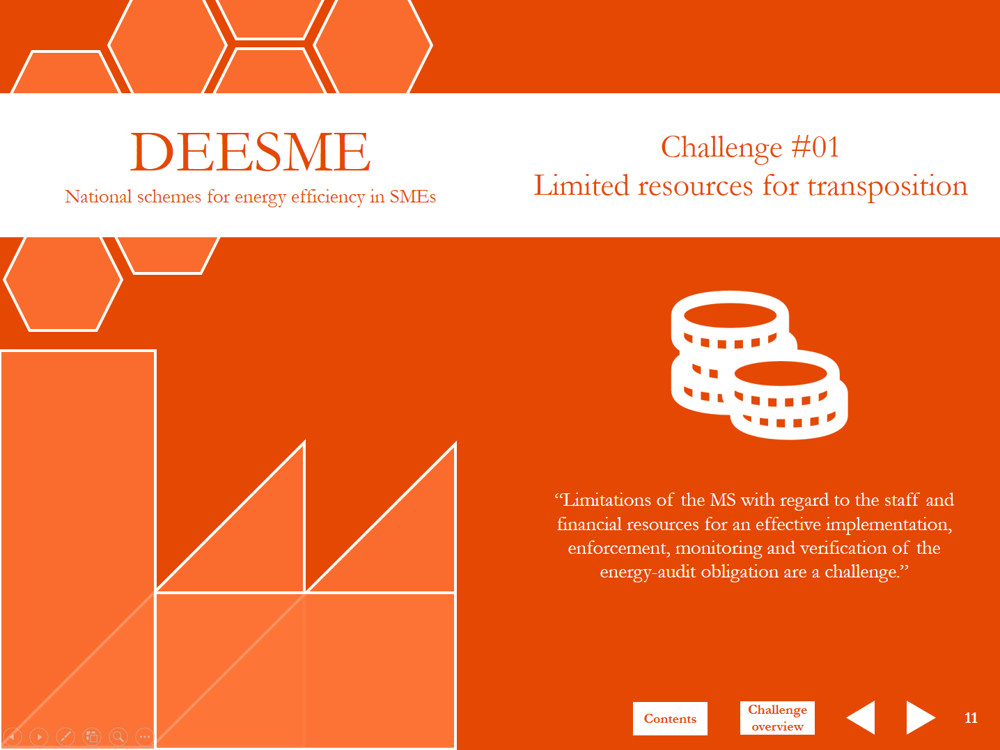 DEESME
National schemes for energy efficiency in SMEs
Challenge #01
Limited resources for transposition
“Limitations of the MS with regard to the staff and
financial resources for an effective implementation,
enforcement, monitoring and verification of the
energy-audit obligation are a challenge.”
Contents
Challenge
overview
11